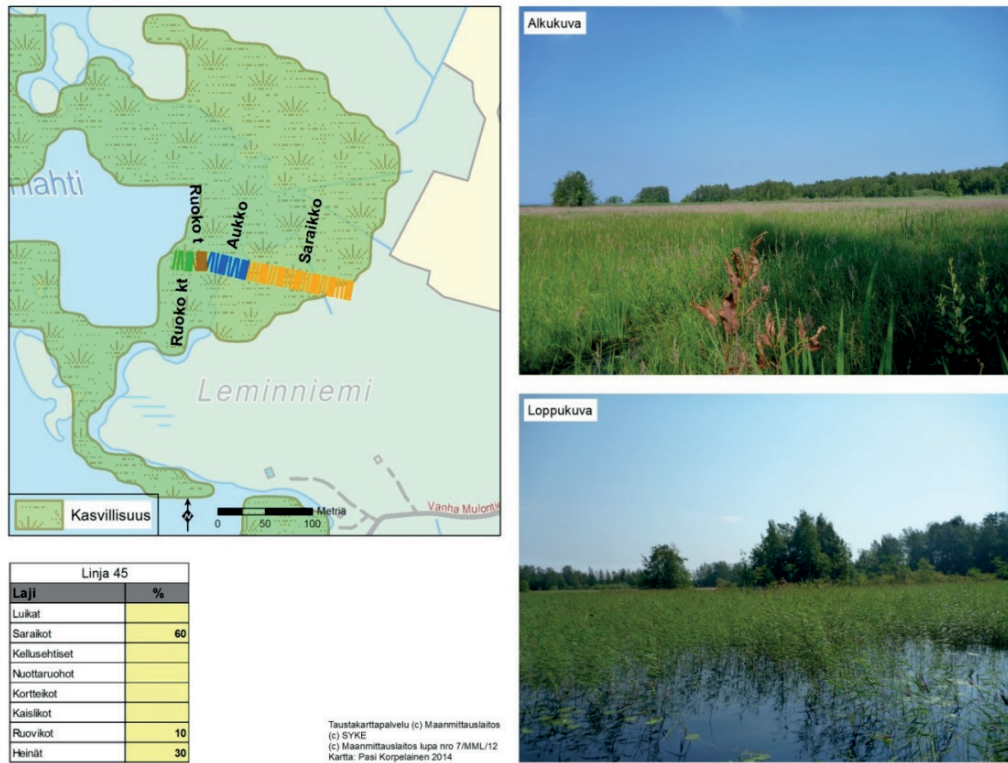 nlahti
Ruoko t
Aukko
Saraikko
Ruoko kt
Leminniemi
Vanha Mulontie
Kasvillisuus
N
Metriä
0 50 100
Alkukuva
Loppukuva
Linja 45
Laji %
Luikat
Saraikot 60
Kellusehtiset
Nuottaruohot
Kortteikot
Kaislikot
Ruovikot 10
Heinät 30
Taustakarttapalvelu (c) Maanmittauslaitos
(c) SYKE
(c) Maanmittauslaitos lupa nro 7/MML/12
Kartta: Pasi Korpelainen 2014